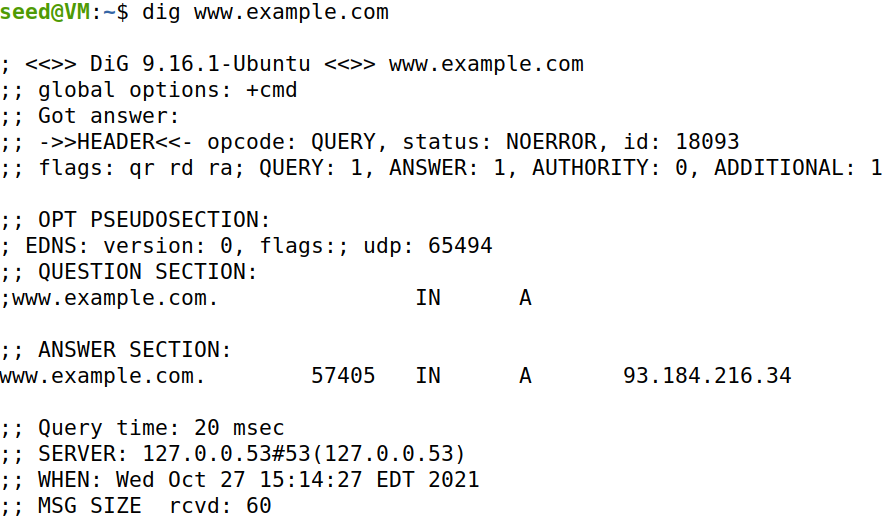 seed@VM:~$ dig www.example.com
; <<>> DiG 9.16.1-Ubuntu <<>> www.example.com
;; global options: +cmd
;; Got answer:
;; ->>HEADER<<- opcode: QUERY, status: NOERROR, id: 18093
;; flags: qr rd ra; QUERY: 1, ANSWER: 1, AUTHORITY: 0, ADDITIONAL: 1
;; OPT PSEUDOSECTION:
; EDNS: version: 0, flags:; udp: 65494
;; QUESTION SECTION:
;www.example.com. IN A
;; ANSWER SECTION:
www.example.com. 57405 IN A 93.184.216.34
;; Query time: 20 msec
;; SERVER: 127.0.0.53#53(127.0.0.53)
;; WHEN: Wed Oct 27 15:14:27 EDT 2021
;; MSG SIZE rcvd: 60